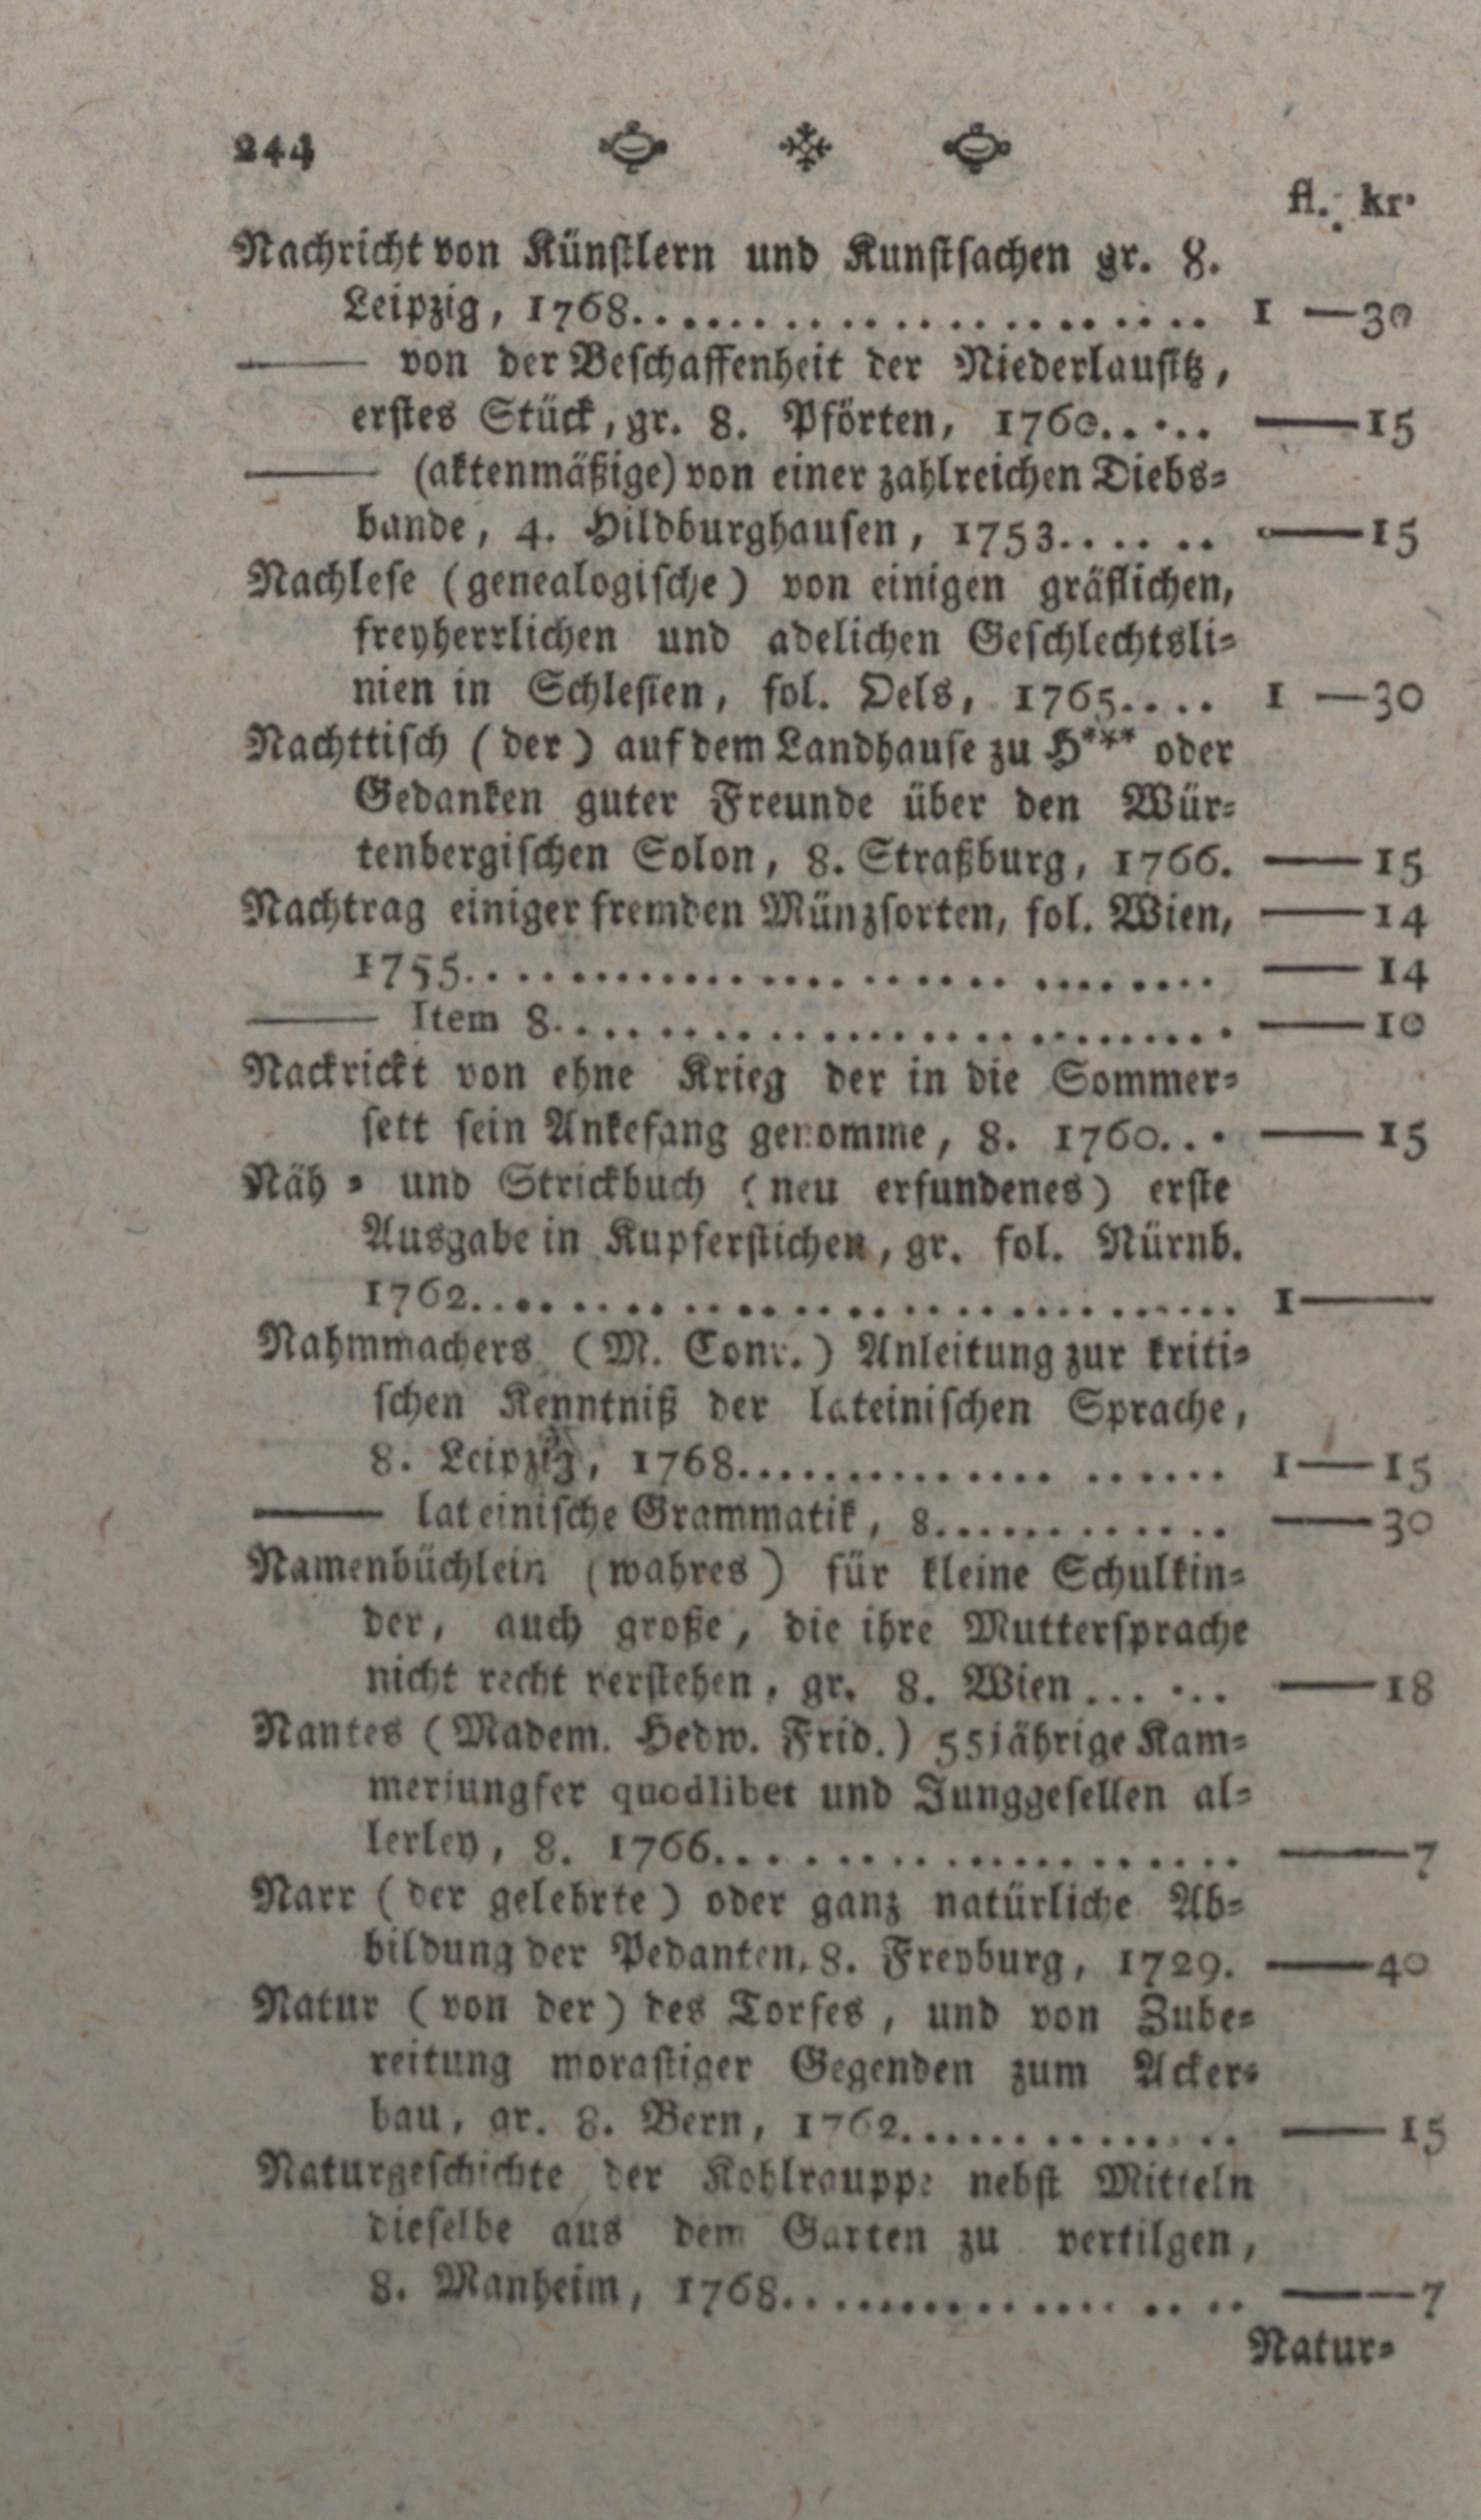 244
fl. kr.
Nachricht von Künstlern und Kunstsachen gr. 8.
Leipzig, 1768..................... 1 —30
—— von der Beschaffenheit der Niederlausitz,
erstes Stück, gr. 8. Pförten, 1760..... ——15
—— (aktenmäßige) von einer zahlreichen Diebs-
bande, 4. Hildburghausen, 1753...... ——15
Nachlese (genealogische) von einigen gräflichen,
freyherrlichen und adelichen Geschlechtsli-
nien in Schlesien, fol. Oels, 1765.... 1 —30
Nachttisch (der) auf dem Landhause zu H*** oder
Gedanken guter Freunde über den Wür-
tenbergischen Solon, 8. Straßburg, 1766. ——15
Nachtrag einiger fremden Münzsorten, fol. Wien, ——14
1755............................ ——14
—— Item 8.......................... ——10
Nackrickt von ehne Krieg der in die Sommer-
sett sein Ankefang genomme, 8. 1760... ——15
Näh- und Strickbuch (neu erfundenes) erste
Ausgabe in Kupferstichen, gr. fol. Nürnb.
1762............................. 1——
Nahmmachers (M. Conr.) Anleitung zur kriti-
schen Kenntniß der lateinischen Sprache,
8. Leipzig, 1768.................... 1—15
—— lateinische Grammatik, 8............ ——30
Namenbüchlein (wahres) für kleine Schulkin-
der, auch große, die ihre Muttersprache
nicht recht verstehen, gr. 8. Wien...... ——18
Nantes (Madem. Hedw. Frid.) 55jährige Kam-
merjungfer quodlibet und Junggesellen al-
lerley, 8. 1766.................... ——7
Narr (der gelehrte) oder ganz natürliche Ab-
bildung der Pedanten, 8. Freyburg, 1729. ——40
Natur (von der) des Torfes, und von Zube-
reitung morastiger Gegenden zum Acker-
bau, gr. 8. Bern, 1762.............. ——15
Naturgeschichte der Kohlrauppe nebst Mitteln
dieselbe aus dem Garten zu vertilgen,
8. Manheim, 1768.................. ——7
Natur-